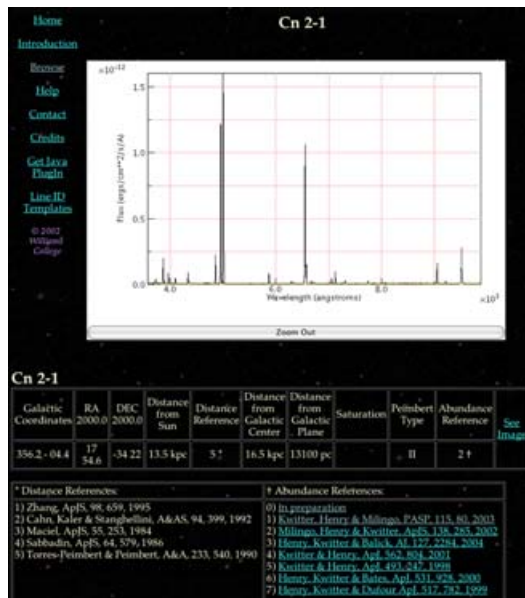 Home
Introduction
Browse
Help
Contact
Credits
Get Java
PlugIn
Line ID
Templates
© 2002
Williams
College
Cn 2-1
×10⁻¹²
1.5
1.0
0.5
0.0
Flux (ergs/cm**2/s/A)
4.0 6.0 8.0
Wavelength (angstroms)
×10³
Zoom Out
Cn 2-1
Galactic Coordinates
RA 2000.0
DEC 2000.0
Distance from Sun
Distance Reference
Distance from Galactic Center
Distance from Galactic Plane
Saturation
Peimbert Type
Abundance Reference
See Image
356.2 - 04.4
17 54.6
-34 22
13.5 kpc
5 *
16.5 kpc
13100 pc
II
2 †
* Distance References:
1) Zhang, ApJS, 98, 659, 1995
2) Cahn, Kaler & Stanghellini, A&AS, 94, 399, 1992
3) Maciel, ApJS, 55, 253, 1984
4) Sabbadin, ApJS, 64, 579, 1986
5) Torres-Peimbert & Peimbert, A&A, 233, 540, 1990
† Abundance References:
0) In preparation
1) Kwitter, Henry & Milingo, PASP, 115, 80, 2003
2) Milingo, Henry & Kwitter, ApJS, 138, 285, 2002
3) Henry, Kwitter & Balick, AJ, 127, 2284, 2004
4) Kwitter & Henry, ApJ, 562, 804, 2001
5) Kwitter & Henry, ApJ, 493, 247, 1998
6) Henry, Kwitter & Bates, ApJ, 531, 928, 2000
7) Henry, Kwitter & Dufour ApJ, 517, 782, 1999